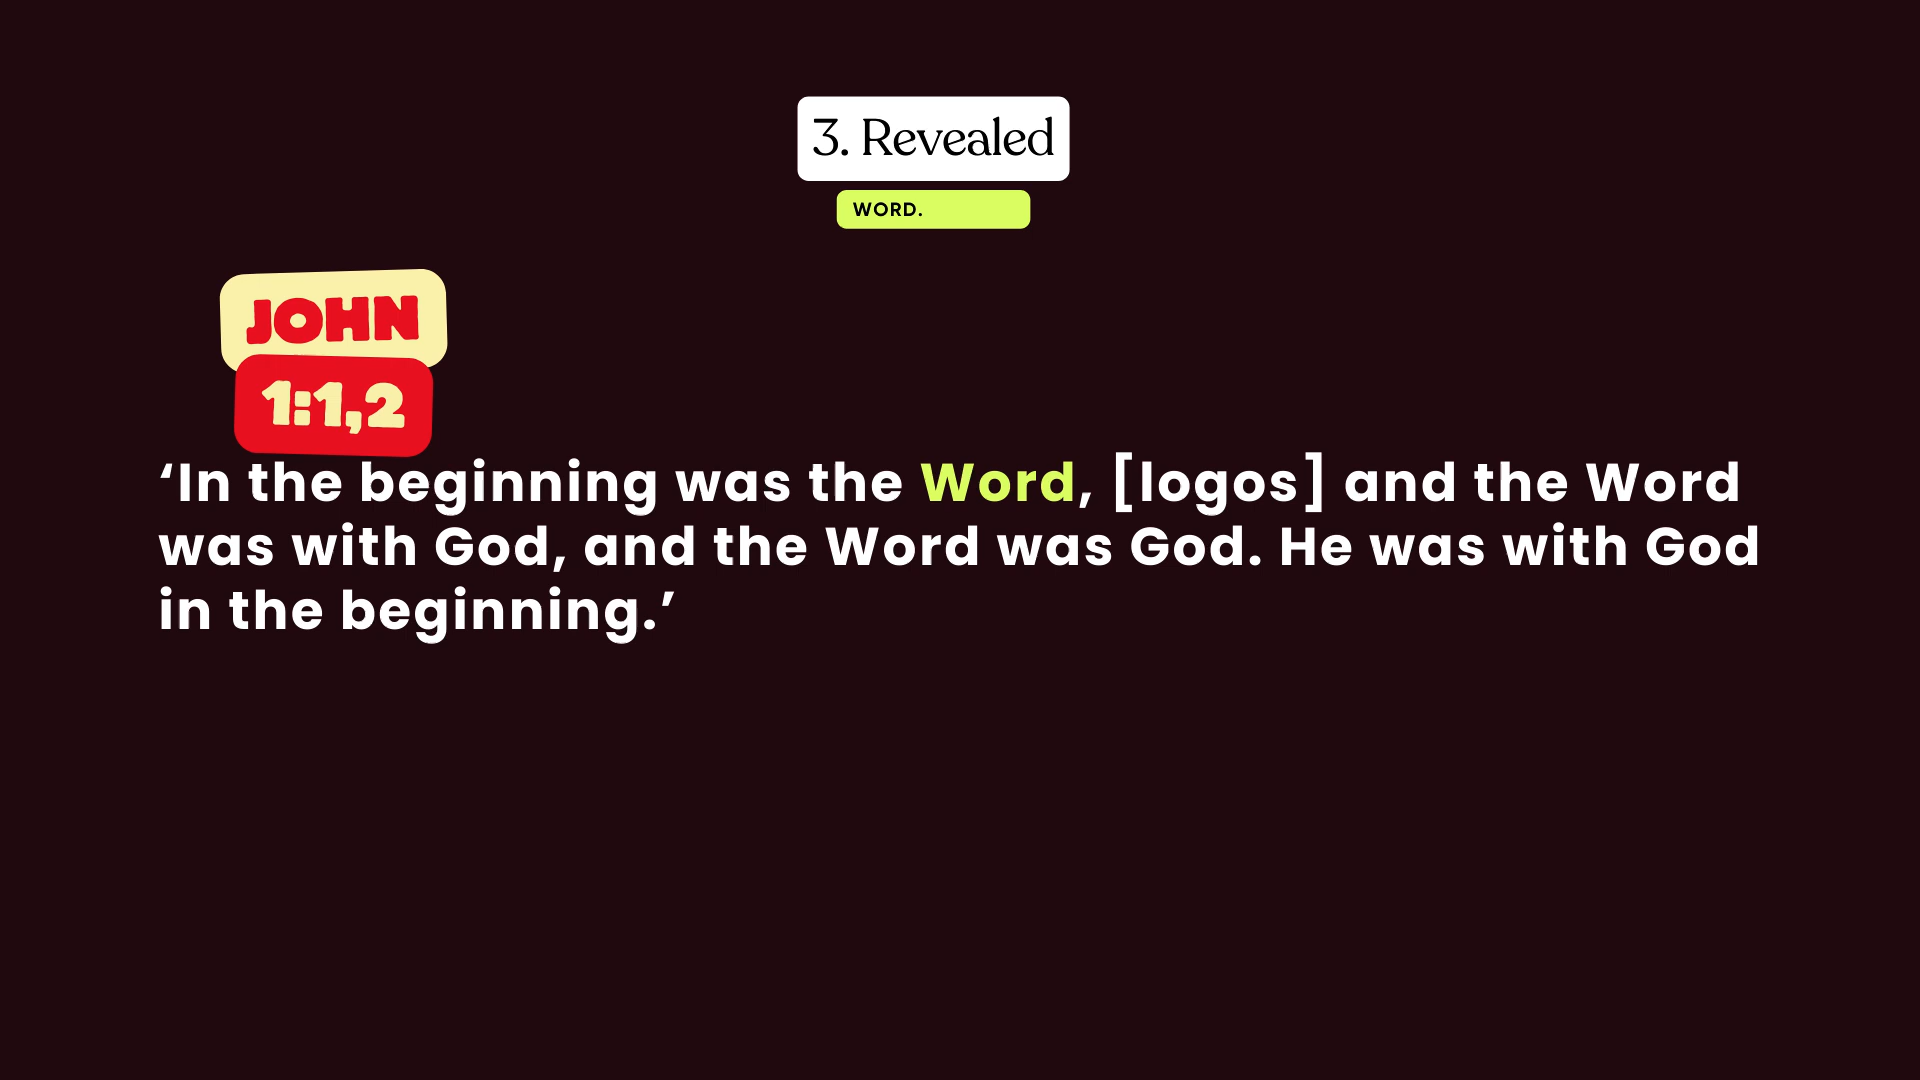 3. Revealed
WORD.
JOHN
1:1,2
‘In the beginning was the Word, [logos] and the Word
was with God, and the Word was God. He was with God
in the beginning.’